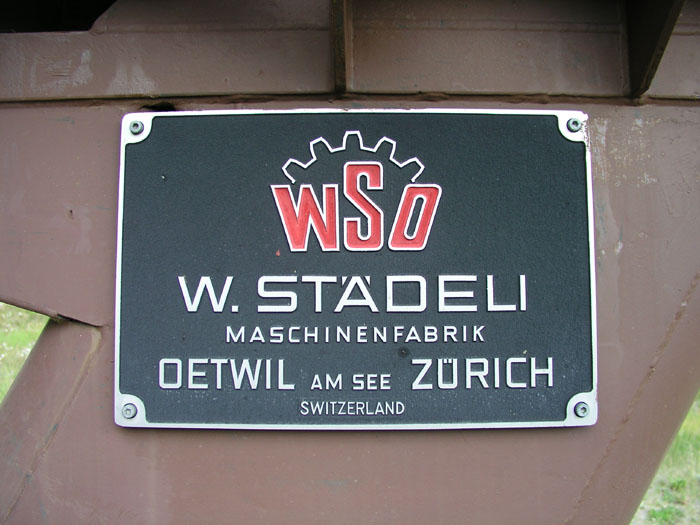 WSO
W. STÄDELI
MASCHINENFABRIK
OETWIL AM SEE ZÜRICH
SWITZERLAND